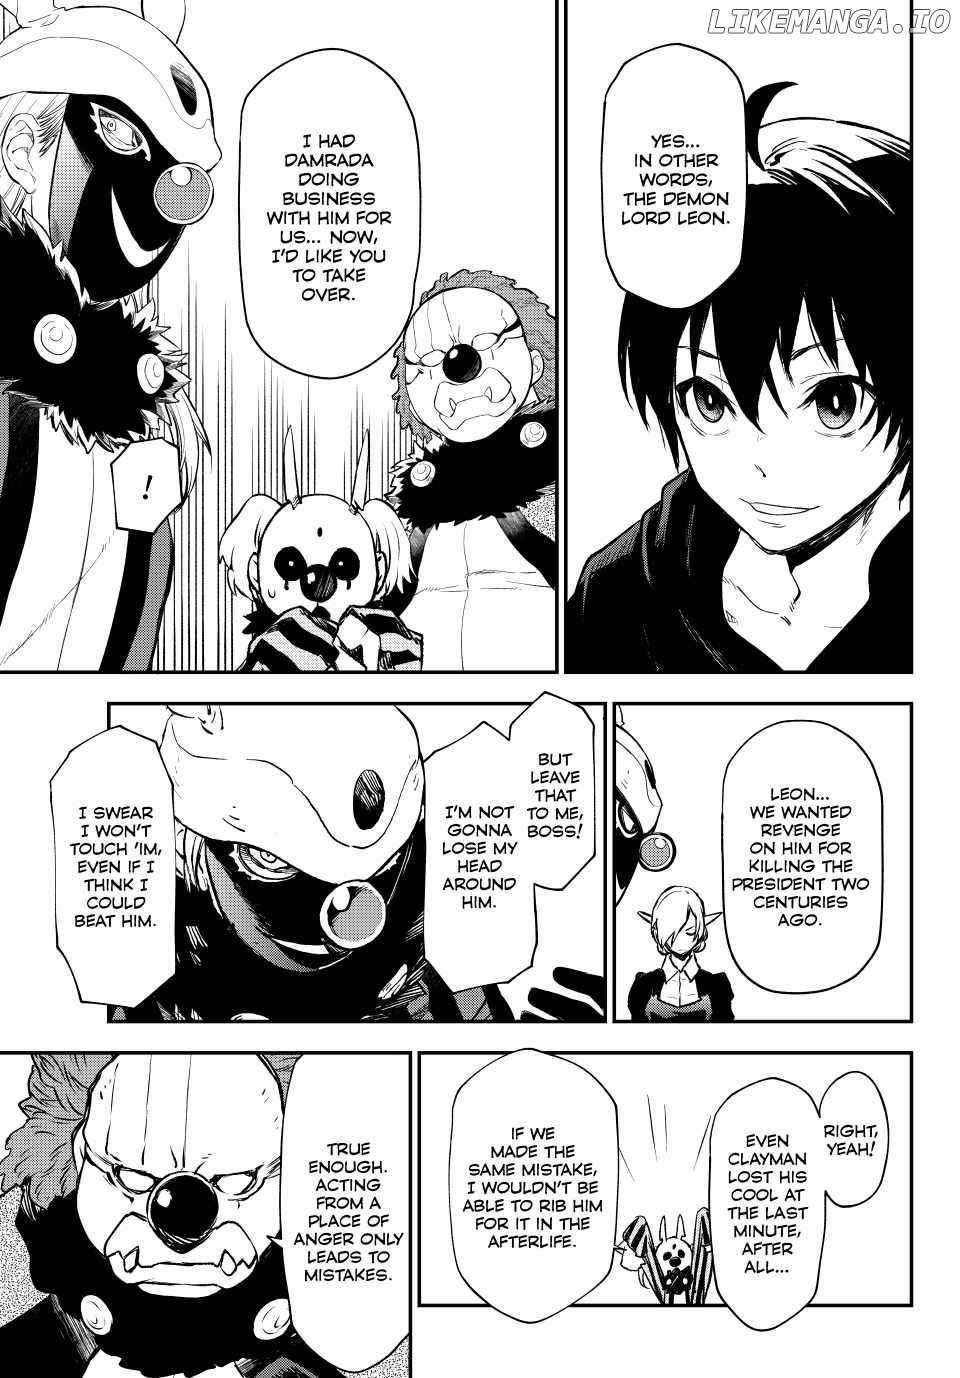 LIKEMANGA.IO
YES...
IN OTHER
WORDS,
THE DEMON
LORD LEON.
I HAD
DAMRADA
DOING
BUSINESS
WITH HIM FOR
US... NOW,
I'D LIKE YOU
TO TAKE
OVER.
!
LEON...
WE WANTED
REVENGE
ON HIM FOR
KILLING THE
PRESIDENT TWO
CENTURIES
AGO.
BUT
LEAVE
THAT
TO ME,
BOSS!
I'M NOT
GONNA
LOSE MY
HEAD
AROUND
HIM.
I SWEAR
I WON'T
TOUCH 'IM,
EVEN IF I
THINK I
COULD
BEAT HIM.
RIGHT,
YEAH!
EVEN
CLAYMAN
LOST HIS
COOL AT
THE LAST
MINUTE,
AFTER
ALL...
IF WE
MADE THE
SAME MISTAKE,
I WOULDN'T BE
ABLE TO RIB HIM
FOR IT IN THE
AFTERLIFE.
TRUE
ENOUGH.
ACTING
FROM A
PLACE OF
ANGER ONLY
LEADS TO
MISTAKES.